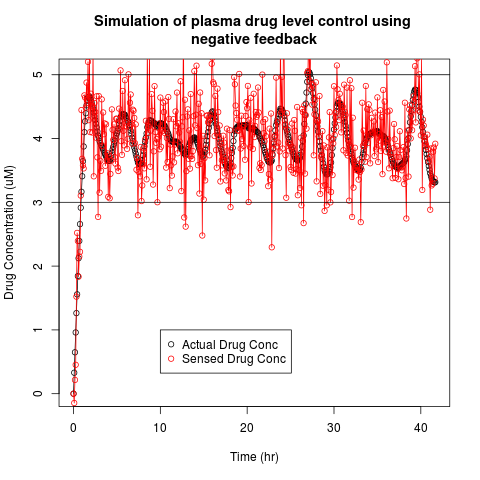 Simulation of plasma drug level control using
negative feedback
Drug Concentration (uM)
5
4
3
2
1
0
Actual Drug Conc
Sensed Drug Conc
0 10 20 30 40
Time (hr)